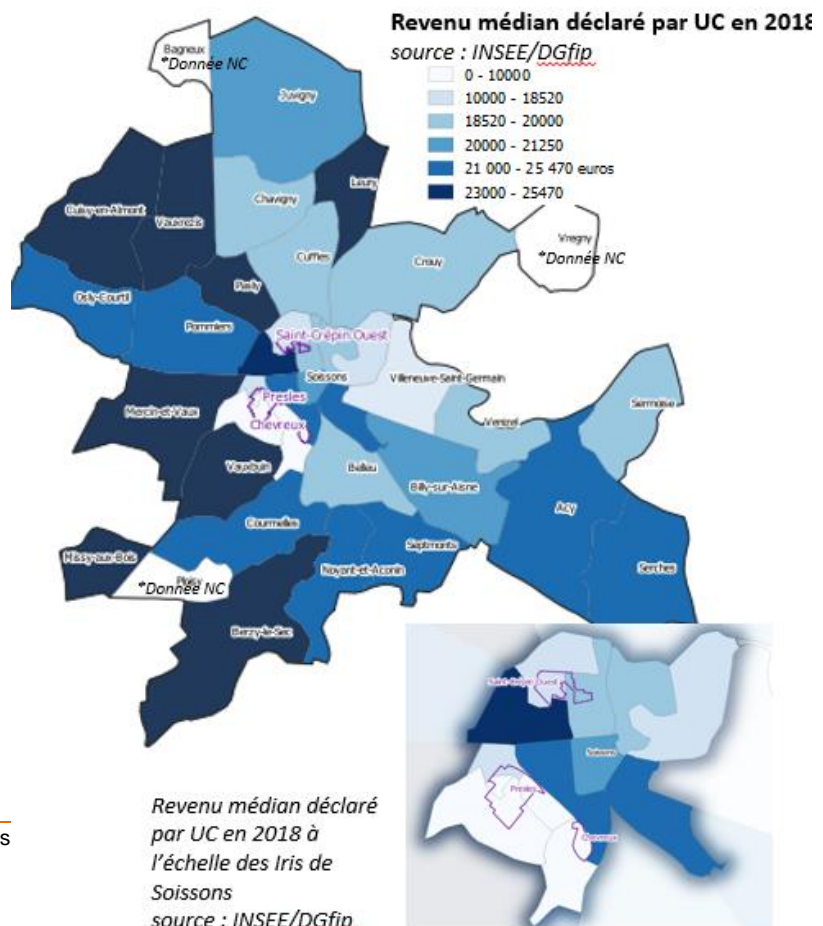 Revenu médian déclaré par UC en 2018
source : INSEE/DGfip
0 - 10000
10000 - 18520
18520 - 20000
20000 - 21250
21 000 - 25 470 euros
23000 - 25470
Bagneux
*Donnée NC
Juvigny
Leury
Chavigny
Cuisy-en-Almont
Vauxrezis
Cuffies
Crouy
Vregny
*Donnée NC
Pasly
Osly-Courtil
Pommiers
Saint-Crépin Ouest
Soissons
Villeneuve-Saint-Germain
Presles
Mercin-et-Vaux
Chevreux
Venizel
Sermoise
Vauxbuin
Belleu
Billy-sur-Aisne
Acy
Courmelles
Septmonts
Missy-aux-Bois
Noyant-et-Aconin
Serches
Ploisy
*Donnée NC
Berzy-le-Sec
Saint-Crépin Ouest
Soissons
Presles
Chevreux
s
Revenu médian déclaré
par UC en 2018 à
l'échelle des Iris de
Soissons
source : INSEE/DGfip